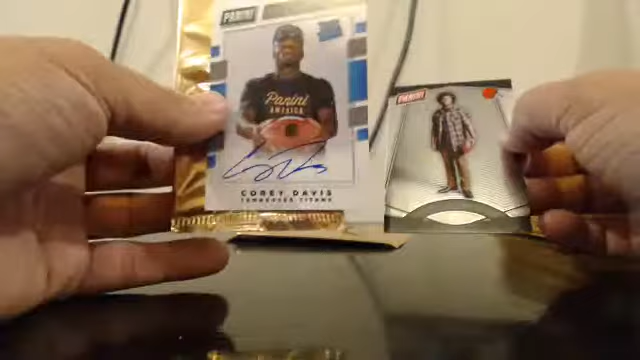 PANINI
Panini
AMERICA
COREY DAVIS
TENNESSEE TITANS
PANINI